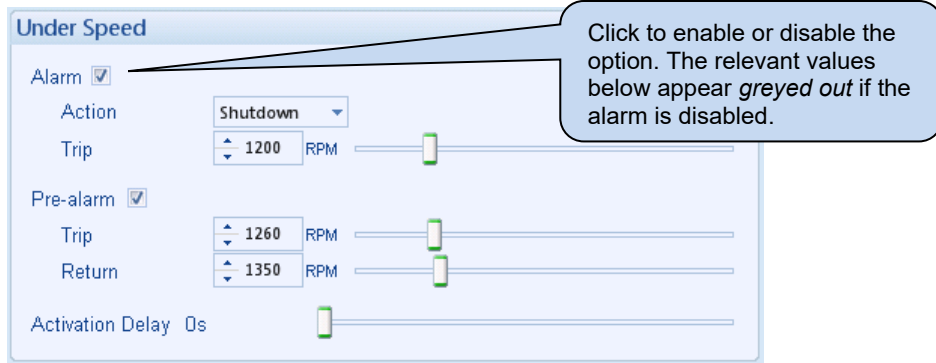 Under Speed
Click to enable or disable the
option. The relevant values
below appear greyed out if the
alarm is disabled.
Alarm
Action Shutdown
Trip 1200 RPM
Pre-alarm
Trip 1260 RPM
Return 1350 RPM
Activation Delay 0s